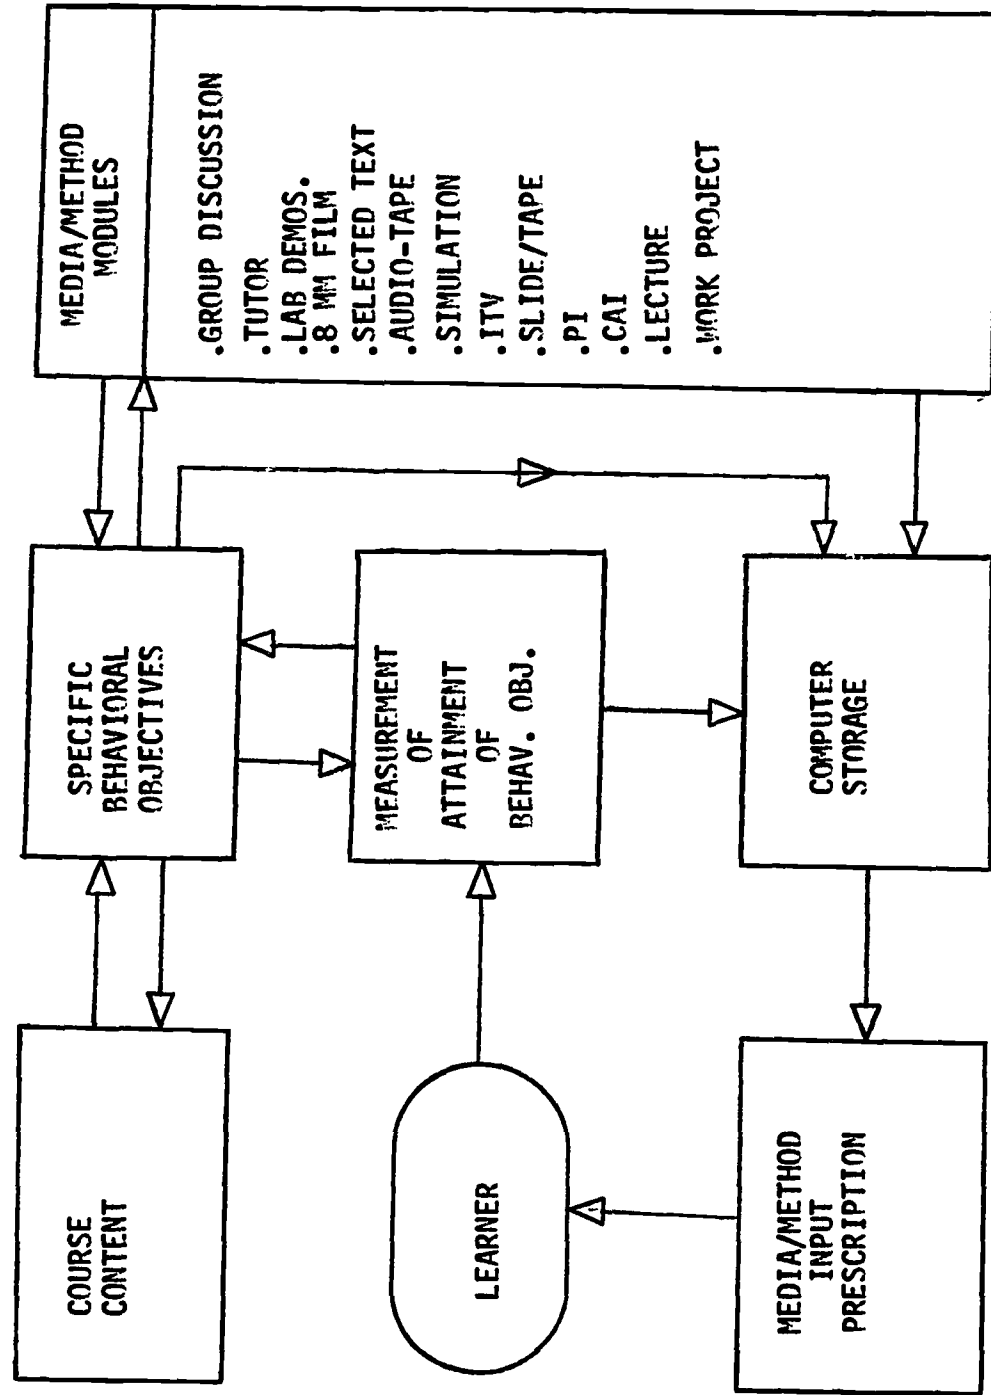 COURSE
CONTENT
SPECIFIC
BEHAVIORAL
OBJECTIVES
MEDIA/METHOD
MODULES
.GROUP DISCUSSION
.TUTOR
.LAB DEMOS.
.8 MM FILM
.SELECTED TEXT
.AUDIO-TAPE
.SIMULATION
.ITV
.SLIDE/TAPE
.PI
.CAI
.LECTURE
.WORK PROJECT
LEARNER
MEASUREMENT
OF
ATTAINMENT
OF
BEHAV. OBJ.
MEDIA/METHOD
INPUT
PRESCRIPTION
COMPUTER
STORAGE